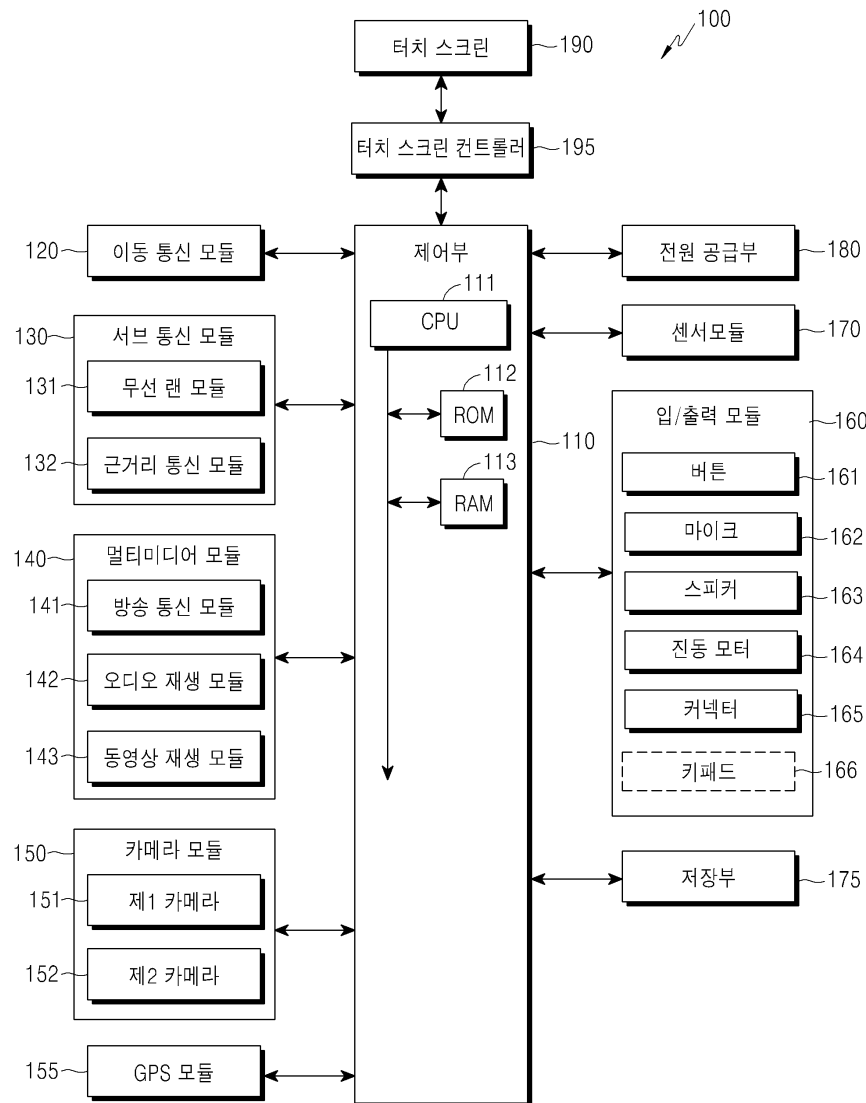 100
터치 스크린 190
터치 스크린 컨트롤러 195
120 이동 통신 모듈
제어부
전원 공급부 180
111
CPU
센서모듈 170
130 서브 통신 모듈
131 무선 랜 모듈
132 근거리 통신 모듈
112
ROM
110
113
RAM
입/출력 모듈 160
버튼 161
마이크 162
스피커 163
진동 모터 164
커넥터 165
키패드 166
140 멀티미디어 모듈
141 방송 통신 모듈
142 오디오 재생 모듈
143 동영상 재생 모듈
150 카메라 모듈
151 제1 카메라
152 제2 카메라
저장부 175
155 GPS 모듈